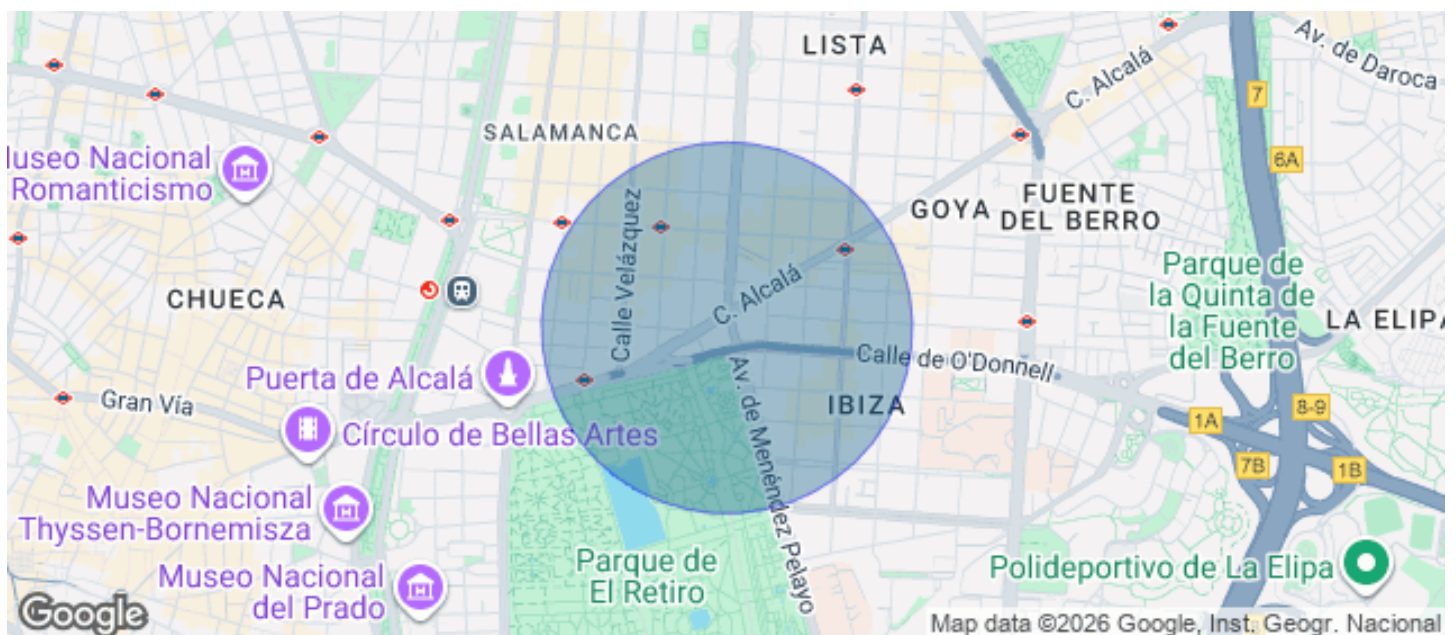 LISTA
Av. de Daroca
C. Alcalá
7
SALAMANCA
6A
useo Nacional
Romanticismo
Calle Velázquez
GOYA
FUENTE
DEL BERRO
CHUECA
C. Alcalá
Parque de
la Quinta de
la Fuente
del Berro
LA ELIPA
Puerta de Alcalá
Calle de O'Donnell
Av. de Menéndez Pelayo
IBIZA
Gran Vía
8-9
1A
Círculo de Bellas Artes
7B
1B
Museo Nacional
Thyssen-Bornemisza
Parque de
El Retiro
Polideportivo de La Elipa
Museo Nacional
del Prado
Google
Map data ©2026 Google, Inst. Geogr. Nacional